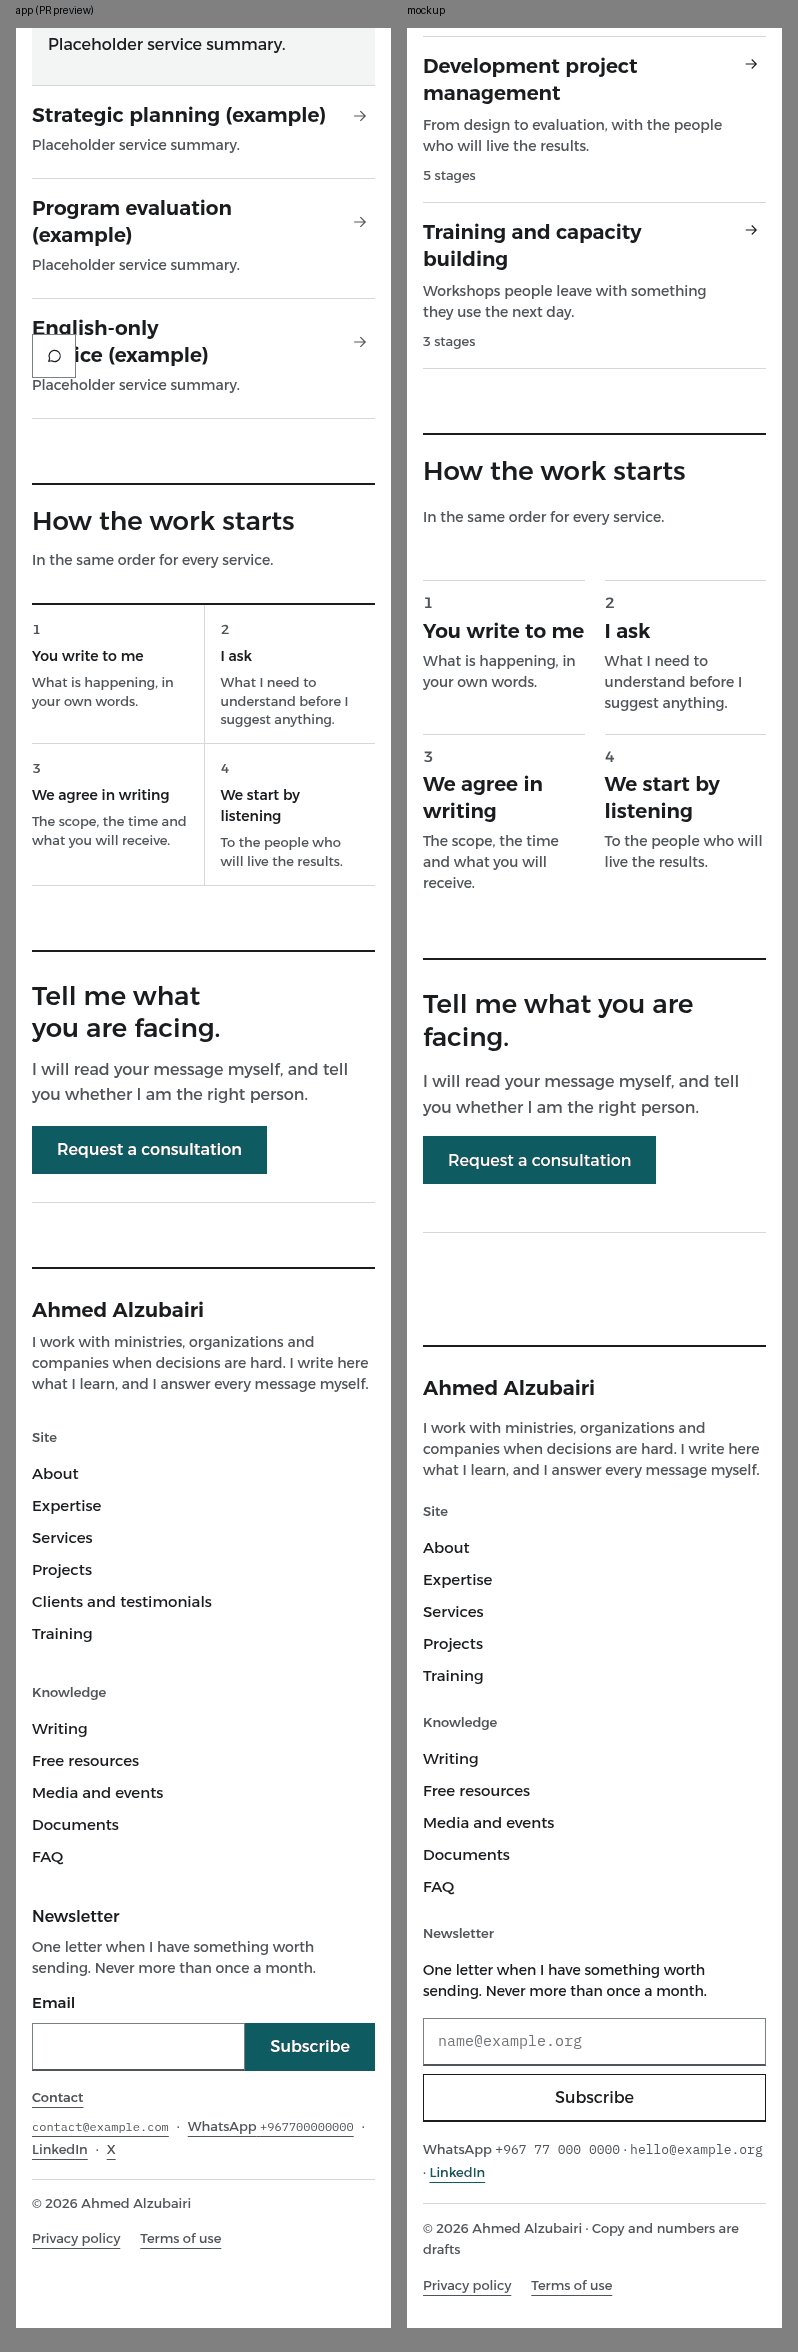 app (PR preview)
Placeholder service summary.
Strategic planning (example)
Placeholder service summary.
Program evaluation
(example)
Placeholder service summary.
English-only
ice (example)
Placeholder service summary.
How the work starts
In the same order for every service.
1
You write to me
What is happening, in
your own words.
2
I ask
What I need to
understand before I
suggest anything.
3
We agree in writing
The scope, the time and
what you will receive.
4
We start by
listening
To the people who
will live the results.
Tell me what
you are facing.
I will read your message myself, and tell
you whether I am the right person.
Request a consultation
Ahmed Alzubairi
I work with ministries, organizations and
companies when decisions are hard. I write here
what I learn, and I answer every message myself.
Site
About
Expertise
Services
Projects
Clients and testimonials
Training
Knowledge
Writing
Free resources
Media and events
Documents
FAQ
Newsletter
One letter when I have something worth
sending. Never more than once a month.
Email
Subscribe
Contact
contact@example.com · WhatsApp +967700000000 ·
LinkedIn · X
© 2026 Ahmed Alzubairi
Privacy policy Terms of use
mockup
Development project
management
From design to evaluation, with the people
who will live the results.
5 stages
Training and capacity
building
Workshops people leave with something
they use the next day.
3 stages
How the work starts
In the same order for every service.
1
You write to me
What is happening, in
your own words.
2
I ask
What I need to
understand before I
suggest anything.
3
We agree in
writing
The scope, the time
and what you will
receive.
4
We start by
listening
To the people who will
live the results.
Tell me what you are
facing.
I will read your message myself, and tell
you whether I am the right person.
Request a consultation
Ahmed Alzubairi
I work with ministries, organizations and
companies when decisions are hard. I write here
what I learn, and I answer every message myself.
Site
About
Expertise
Services
Projects
Training
Knowledge
Writing
Free resources
Media and events
Documents
FAQ
Newsletter
One letter when I have something worth
sending. Never more than once a month.
name@example.org
Subscribe
WhatsApp +967 77 000 0000 · hello@example.org
· LinkedIn
© 2026 Ahmed Alzubairi · Copy and numbers are
drafts
Privacy policy Terms of use